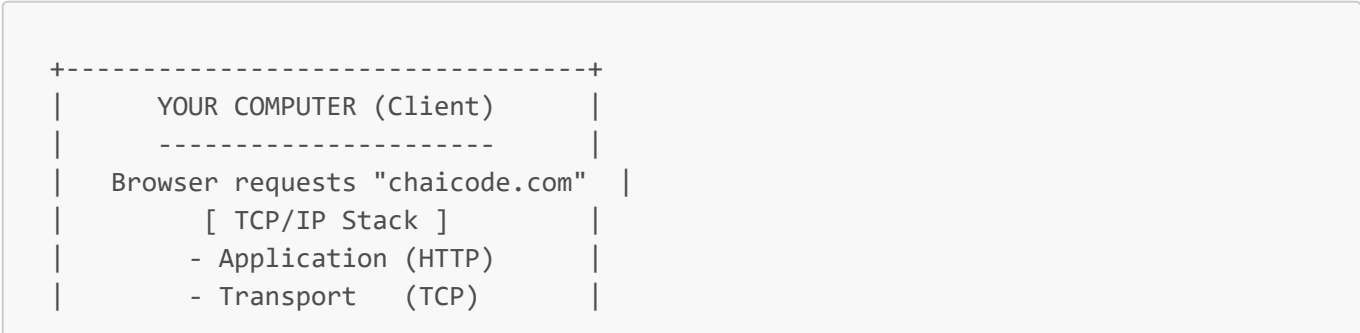 +----------------------------------+
|      YOUR COMPUTER (Client)      |
|      ----------------------      |
|   Browser requests "chaicode.com"  |
|         [ TCP/IP Stack ]         |
|        - Application (HTTP)      |
|        - Transport   (TCP)       |